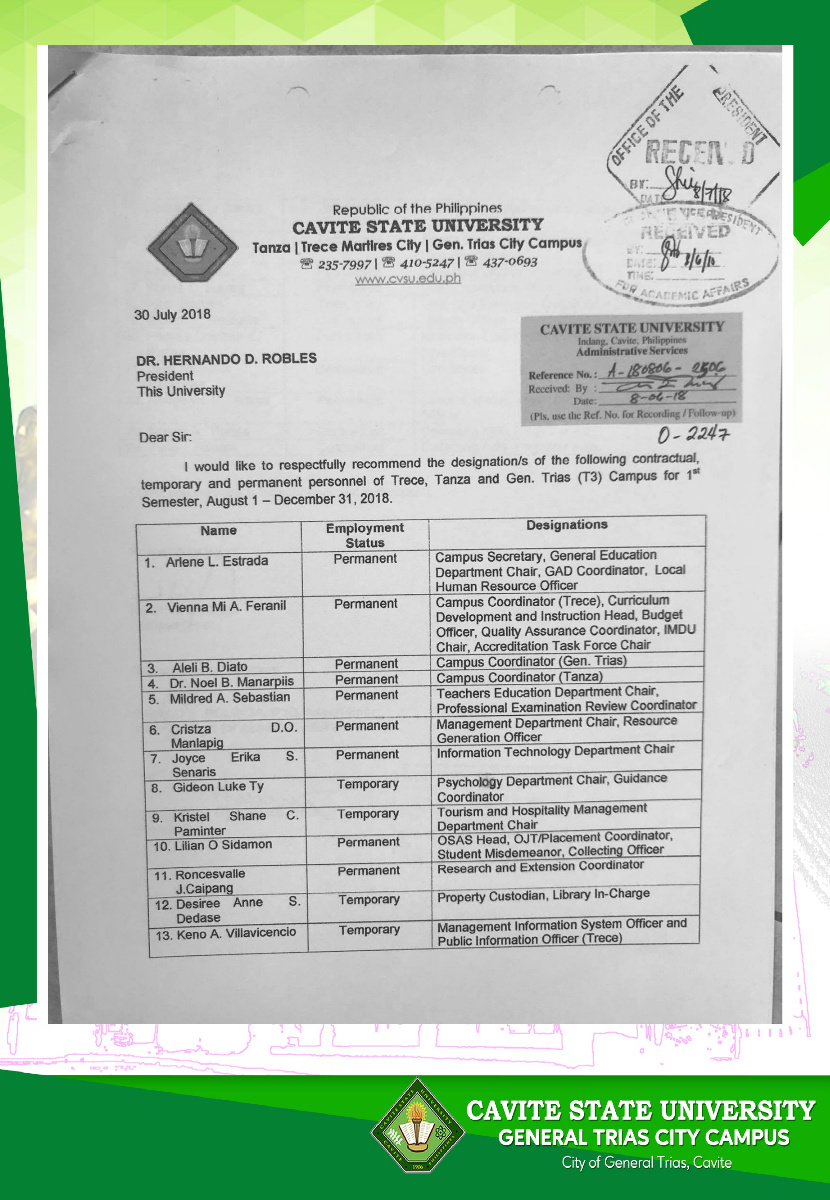 OFFICE OF THE PRESIDENT
RECEIVED
BY:
DATE 8/7/18
VICE PRESIDENT
RECEIVED
BY:
DATE:
TIME:
FOR ACADEMIC AFFAIRS
Republic of the Philippines
CAVITE STATE UNIVERSITY
Tanza | Trece Martires City | Gen. Trias City Campus
☏ 235-7997 | ☏ 410-5247 | ☏ 437-0693
www.cvsu.edu.ph
30 July 2018
CAVITE STATE UNIVERSITY
Indang, Cavite, Philippines
Administrative Services
Reference No.: A-180806-2506
Received: By :
Date: 8-06-18
(Pls. use the Ref. No. for Recording / Follow-up)
O-2247
DR. HERNANDO D. ROBLES
President
This University
Dear Sir:
I would like to respectfully recommend the designation/s of the following contractual,
temporary and permanent personnel of Trece, Tanza and Gen. Trias (T3) Campus for 1st
Semester, August 1 – December 31, 2018.
Name Employment Designations
Status
1. Arlene L. Estrada Permanent Campus Secretary, General Education
Department Chair, GAD Coordinator, Local
Human Resource Officer
2. Vienna Mi A. Feranil Permanent Campus Coordinator (Trece), Curriculum
Development and Instruction Head, Budget
Officer, Quality Assurance Coordinator, IMDU
Chair, Accreditation Task Force Chair
3. Aleli B. Diato Permanent Campus Coordinator (Gen. Trias)
4. Dr. Noel B. Manarpiis Permanent Campus Coordinator (Tanza)
5. Mildred A. Sebastian Permanent Teachers Education Department Chair,
Professional Examination Review Coordinator
6. Cristza D.O. Permanent Management Department Chair, Resource
Manlapig Generation Officer
7. Joyce Erika S. Permanent Information Technology Department Chair
Senaris
8. Gideon Luke Ty Temporary Psychology Department Chair, Guidance
Coordinator
9. Kristel Shane C. Temporary Tourism and Hospitality Management
Paminter Department Chair
10. Lilian O Sidamon Permanent OSAS Head, OJT/Placement Coordinator,
Student Misdemeanor, Collecting Officer
11. Roncesvalle Permanent Research and Extension Coordinator
J.Caipang
12. Desiree Anne S. Temporary Property Custodian, Library In-Charge
Dedase
13. Keno A. Villavicencio Temporary Management Information System Officer and
Public Information Officer (Trece)
CAVITE STATE UNIVERSITY
GENERAL TRIAS CITY CAMPUS
City of General Trias, Cavite
1906